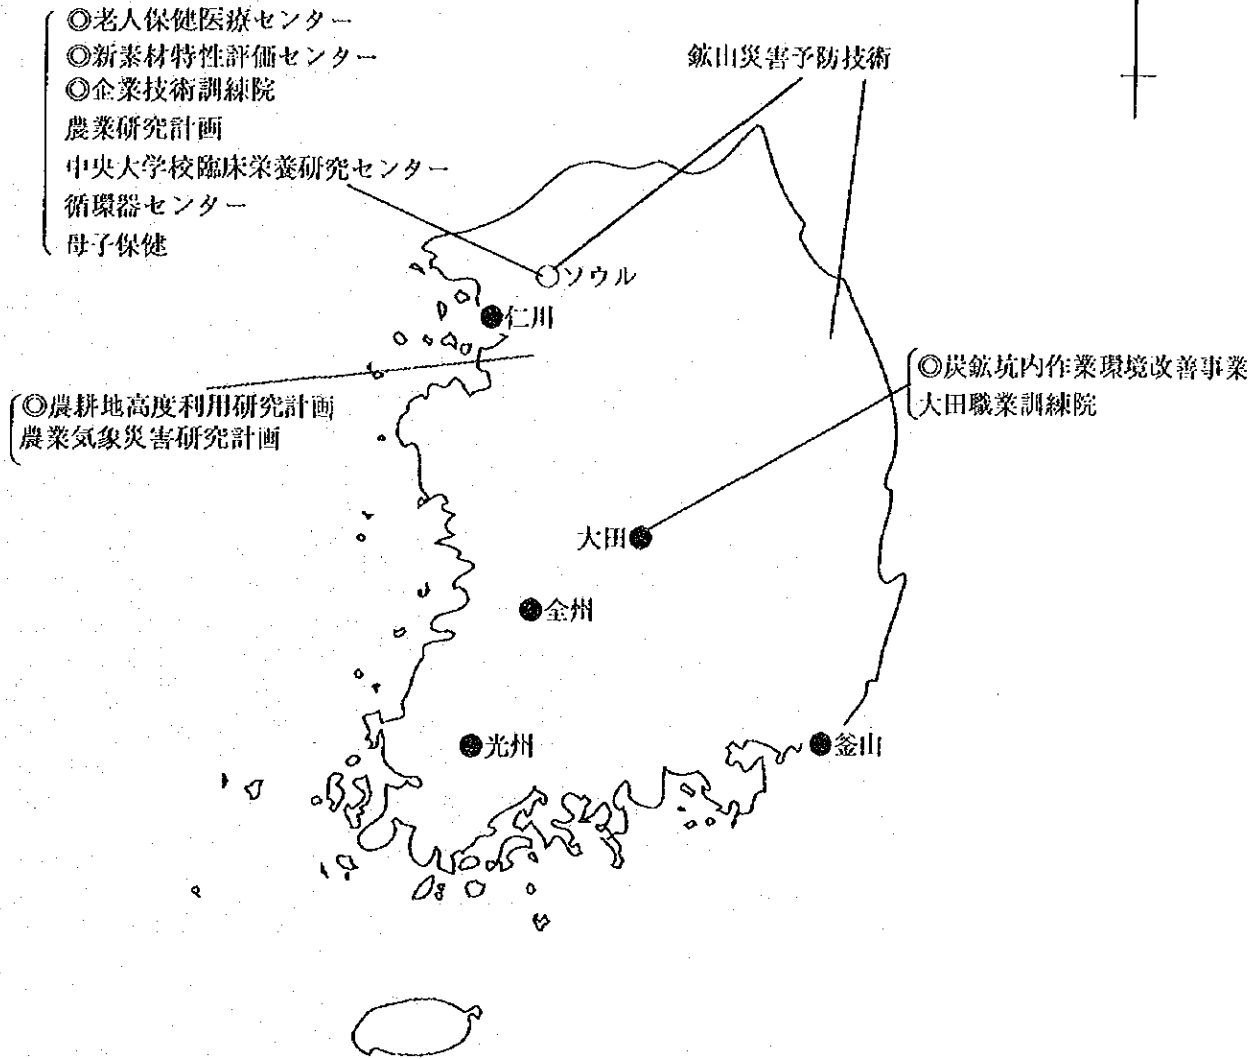 ◎老人保健医療センター
◎新素材特性評価センター
◎企業技術訓練院
農業研究計画
中央大学校臨床栄養研究センター
循環器センター
母子保健
鉱山災害予防技術
ソウル
仁川
◎炭鉱坑内作業環境改善事業
大田職業訓練院
◎農耕地高度利用研究計画
農業気象災害研究計画
大田
全州
光州
釜山